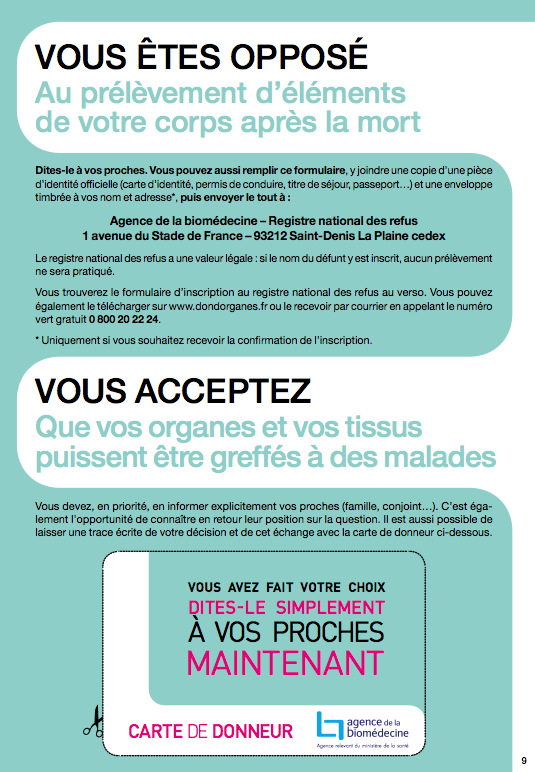 VOUS ÊTES OPPOSÉ
Au prélèvement d'éléments
de votre corps après la mort
Dites-le à vos proches. Vous pouvez aussi remplir ce formulaire, y joindre une copie d'une pièce
d'identité officielle (carte d'identité, permis de conduire, titre de séjour, passeport...) et une enveloppe
timbrée à vos nom et adresse*, puis envoyer le tout à :
Agence de la biomédecine – Registre national des refus
1 avenue du Stade de France – 93212 Saint-Denis La Plaine cedex
Le registre national des refus a une valeur légale : si le nom du défunt y est inscrit, aucun prélèvement
ne sera pratiqué.
Vous trouverez le formulaire d'inscription au registre national des refus au verso. Vous pouvez
également le télécharger sur www.dondorganes.fr ou le recevoir par courrier en appelant le numéro
vert gratuit 0 800 20 22 24.
* Uniquement si vous souhaitez recevoir la confirmation de l'inscription.
VOUS ACCEPTEZ
Que vos organes et vos tissus
puissent être greffés à des malades
Vous devez, en priorité, en informer explicitement vos proches (famille, conjoint...). C'est éga-
lement l'opportunité de connaître en retour leur position sur la question. Il est aussi possible de
laisser une trace écrite de votre décision et de cet échange avec la carte de donneur ci-dessous.
VOUS AVEZ FAIT VOTRE CHOIX
DITES-LE SIMPLEMENT
À VOS PROCHES
MAINTENANT
CARTE DE DONNEUR
agence de la
biomédecine
Agence relevant du ministère de la santé
9